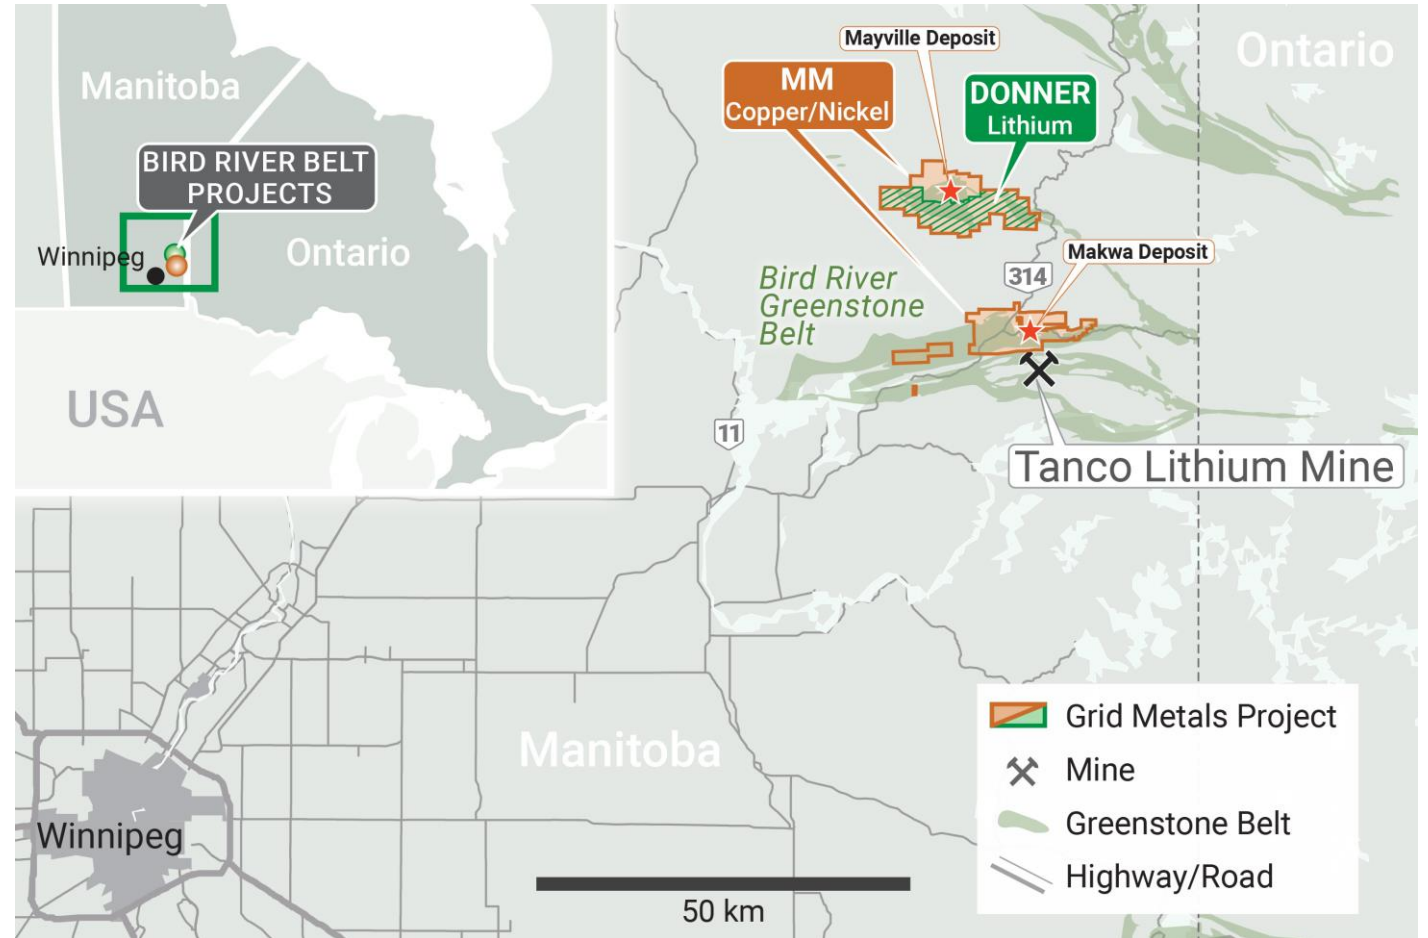 Manitoba
BIRD RIVER BELT
PROJECTS
Ontario
Winnipeg
USA
Mayville Deposit
MM
Copper/Nickel
DONNER
Lithium
Ontario
Makwa Deposit
314
Bird River
Greenstone
Belt
11
Tanco Lithium Mine
Manitoba
Winnipeg
50 km
Grid Metals Project
Mine
Greenstone Belt
Highway/Road